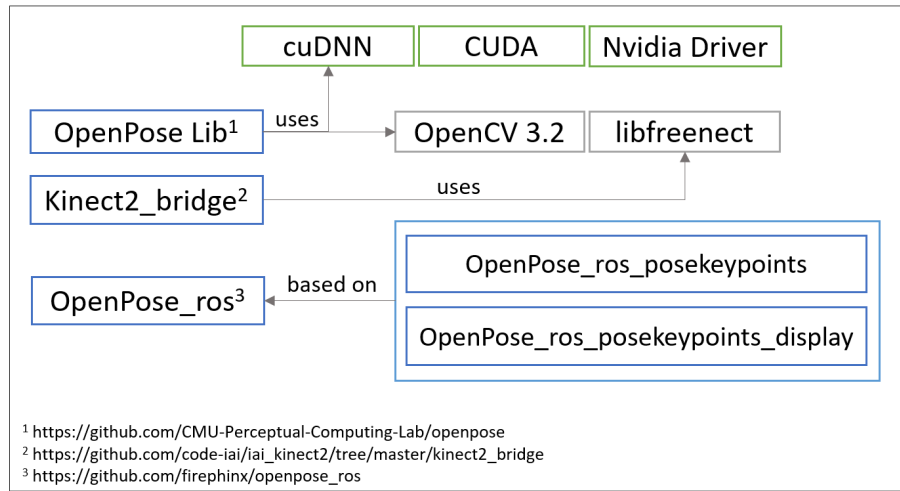 cuDNN CUDA Nvidia Driver
OpenPose Lib¹ uses OpenCV 3.2 libfreenect
Kinect2_bridge² uses
OpenPose_ros_posekeypoints
OpenPose_ros³ based on
OpenPose_ros_posekeypoints_display
¹ https://github.com/CMU-Perceptual-Computing-Lab/openpose
² https://github.com/code-iai/iai_kinect2/tree/master/kinect2_bridge
³ https://github.com/firephinx/openpose_ros